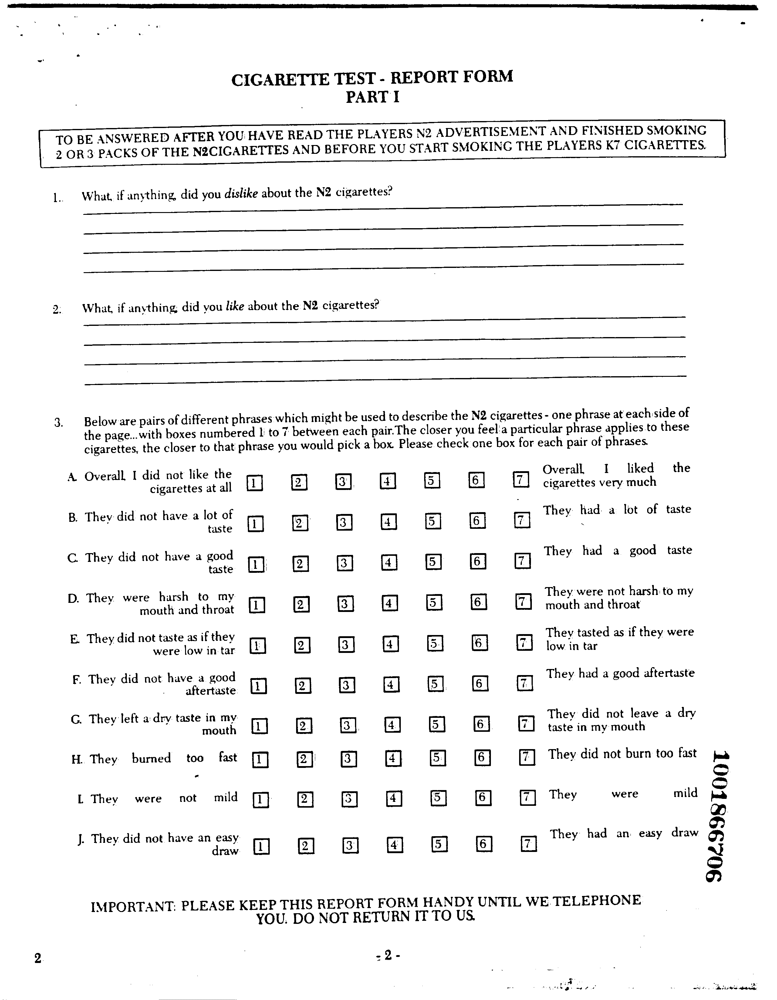 CIGARETTE TEST - REPORT FORM
PART I
TO BE ANSWERED AFTER YOU HAVE READ THE PLAYERS N2 ADVERTISEMENT AND FINISHED SMOKING
2 OR 3 PACKS OF THE N2CIGARETTES AND BEFORE YOU START SMOKING THE PLAYERS K7 CIGARETTES.
1. What, if anything, did you dislike about the N2 cigarettes?
2. What, if anything, did you like about the N2 cigarettes?
3. Below are pairs of different phrases which might be used to describe the N2 cigarettes - one phrase at each side of
the page...with boxes numbered 1 to 7 between each pair. The closer you feel a particular phrase applies to these
cigarettes, the closer to that phrase you would pick a box. Please check one box for each pair of phrases.
A. Overall, I did not like the
cigarettes at all 1 2 3 4 5 6 7 Overall, I liked the
cigarettes very much
B. They did not have a lot of
taste 1 2 3 4 5 6 7 They had a lot of taste
C. They did not have a good
taste 1 2 3 4 5 6 7 They had a good taste
D. They were harsh to my
mouth and throat 1 2 3 4 5 6 7 They were not harsh to my
mouth and throat
E. They did not taste as if they
were low in tar 1 2 3 4 5 6 7 They tasted as if they were
low in tar
F. They did not have a good
aftertaste 1 2 3 4 5 6 7 They had a good aftertaste
G. They left a dry taste in my
mouth 1 2 3 4 5 6 7 They did not leave a dry
taste in my mouth
H. They burned too fast 1 2 3 4 5 6 7 They did not burn too fast
I. They were not mild 1 2 3 4 5 6 7 They were mild
J. They did not have an easy
draw 1 2 3 4 5 6 7 They had an easy draw
1001866706
IMPORTANT: PLEASE KEEP THIS REPORT FORM HANDY UNTIL WE TELEPHONE
YOU. DO NOT RETURN IT TO US.
2
- 2 -